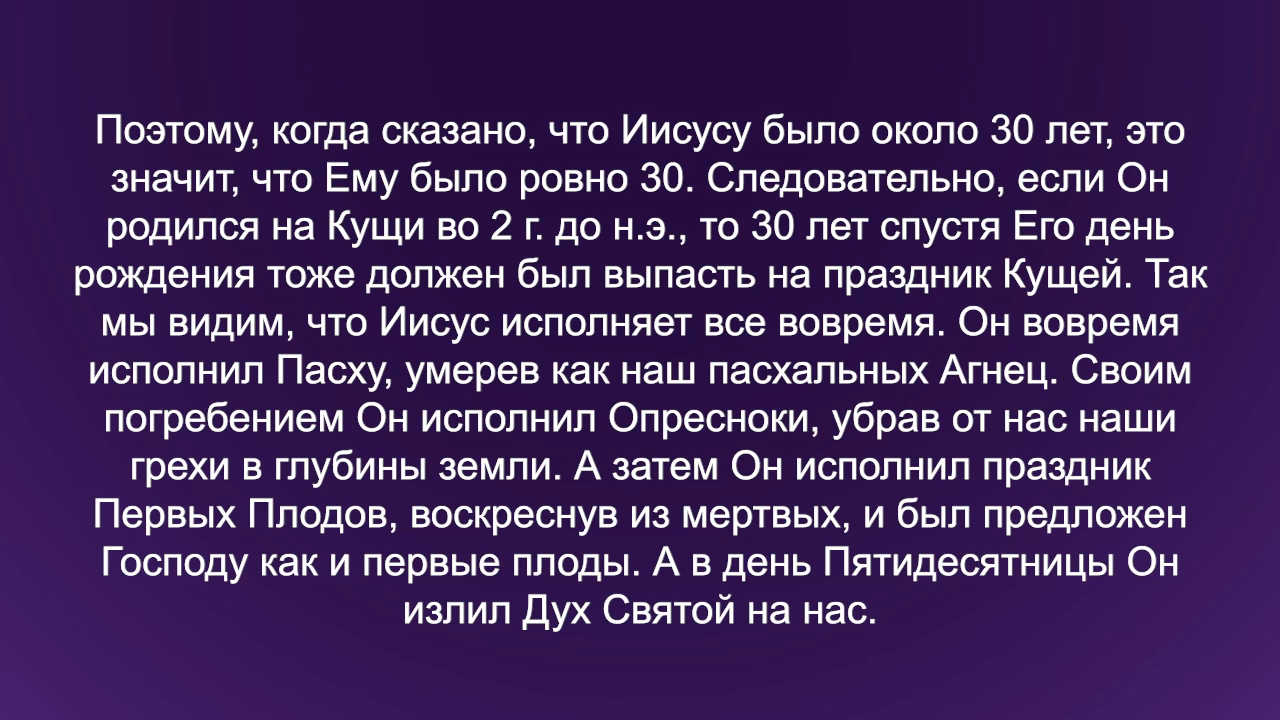 Поэтому, когда сказано, что Иисусу было около 30 лет, это
значит, что Ему было ровно 30. Следовательно, если Он
родился на Кущи во 2 г. до н.э., то 30 лет спустя Его день
рождения тоже должен был выпасть на праздник Кущей. Так
мы видим, что Иисус исполняет все вовремя. Он вовремя
исполнил Пасху, умерев как наш пасхальных Агнец. Своим
погребением Он исполнил Опресноки, убрав от нас наши
грехи в глубины земли. А затем Он исполнил праздник
Первых Плодов, воскреснув из мертвых, и был предложен
Господу как и первые плоды. А в день Пятидесятницы Он
излил Дух Святой на нас.